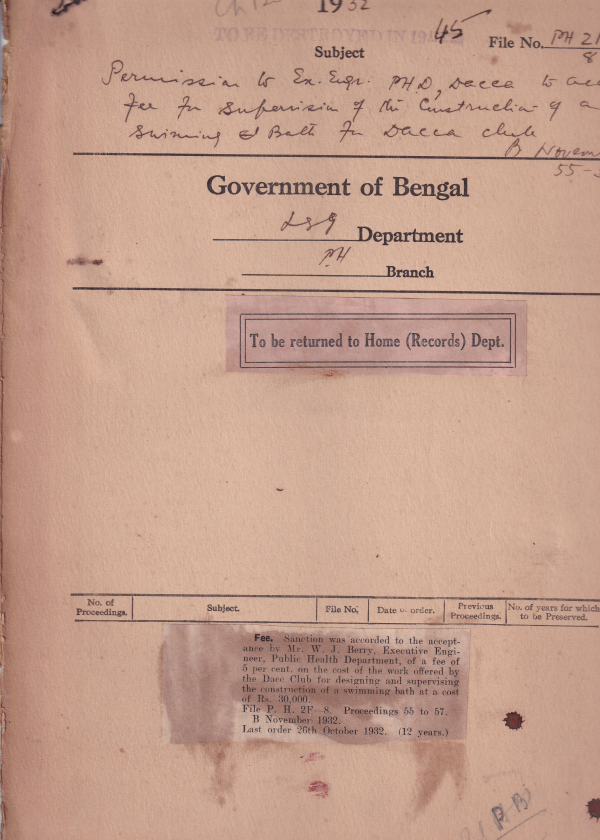 1932
TO BE DESTROYED IN 19
45
File No. PH 2
8
Subject
Permission to Ex. Engr. PHD, Dacca to
fee for supervision of the Construction of a
Swiming Bath for Dacca club
B Novem
55-
Government of Bengal
LSG Department
PH Branch
To be returned to Home (Records) Dept.
No. of Proceedings. Subject. File No. Date o order. Previous Proceedings. No. of years for which to be Preserved.
Fee. Sanction was accorded to the accept-
ance by Mr. W. J. Berry, Executive Engi-
neer, Public Health Department, of a fee of
5 per cent. on the cost of the work offered by
the Dacc Club for designing and supervising
the construction of a swimming bath at a cost
of Rs. 30,000.
File P. H. 2F—8. Proceedings 55 to 57.
B November 1932.
Last order 26th October 1932. (12 years.)